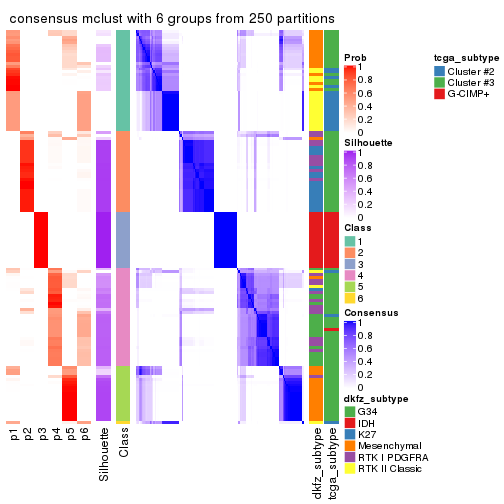 consensus mclust with 6 groups from 250 partitions
Prob
1
0.8
0.6
0.4
0.2
0
Silhouette
1
0.8
0.6
0.4
0.2
0
Class
1
2
3
4
5
6
Consensus
1
0.8
0.6
0.4
0.2
0
dkfz_subtype
G34
IDH
K27
Mesenchymal
RTK I PDGFRA
RTK II Classic
tcga_subtype
Cluster #2
Cluster #3
G-CIMP+
p1
p2
p3
p4
p5
p6
Silhouette
Class
dkfz_subtype
tcga_subtype